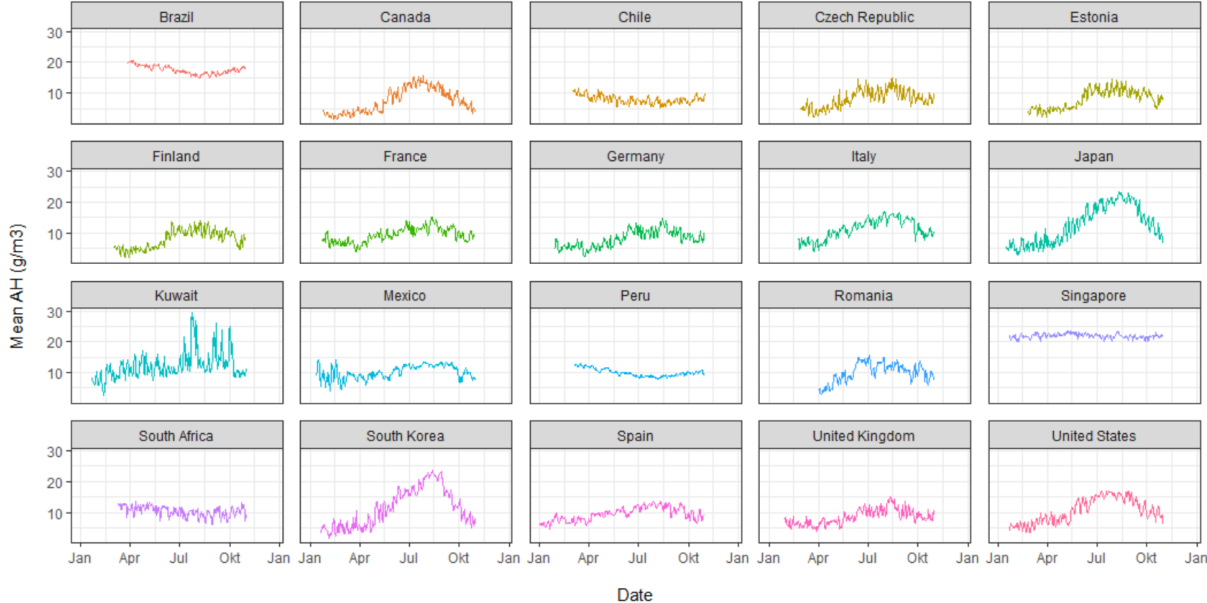 Brazil Canada Chile Czech Republic Estonia
30
20
10
Finland France Germany Italy Japan
30
20
10
Mean AH (g/m3)
Kuwait Mexico Peru Romania Singapore
30
20
10
South Africa South Korea Spain United Kingdom United States
30
20
10
Jan Apr Jul Okt Jan Jan Apr Jul Okt Jan Jan Apr Jul Okt Jan Jan Apr Jul Okt Jan Jan Apr Jul Okt Jan
Date